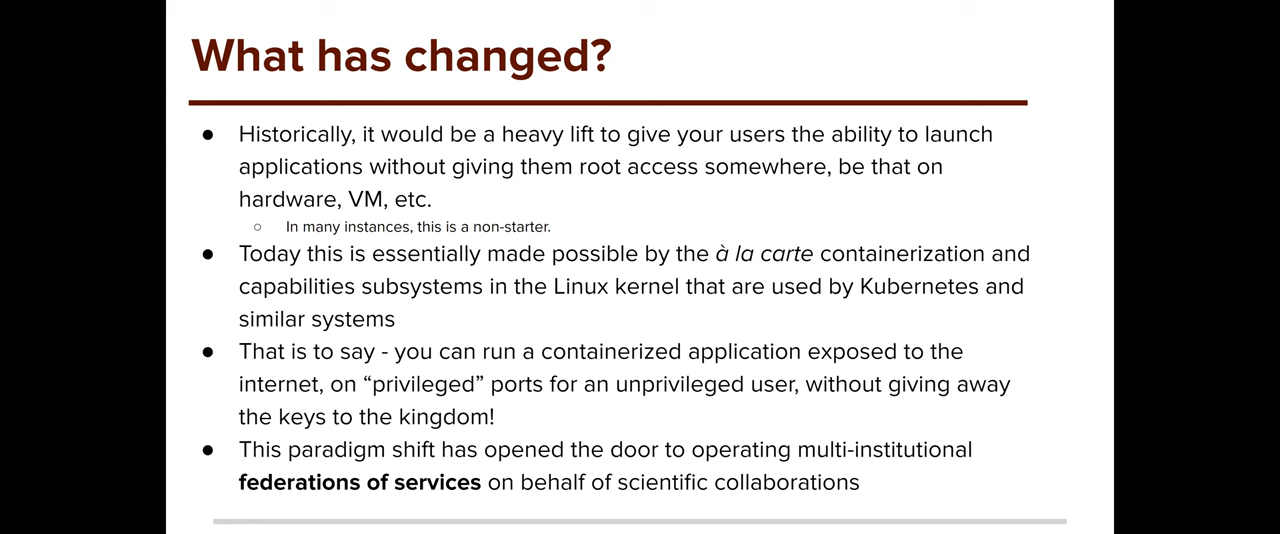 What has changed?
● Historically, it would be a heavy lift to give your users the ability to launch
applications without giving them root access somewhere, be that on
hardware, VM, etc.
○ In many instances, this is a non-starter.
● Today this is essentially made possible by the à la carte containerization and
capabilities subsystems in the Linux kernel that are used by Kubernetes and
similar systems
● That is to say - you can run a containerized application exposed to the
internet, on “privileged” ports for an unprivileged user, without giving away
the keys to the kingdom!
● This paradigm shift has opened the door to operating multi-institutional
federations of services on behalf of scientific collaborations